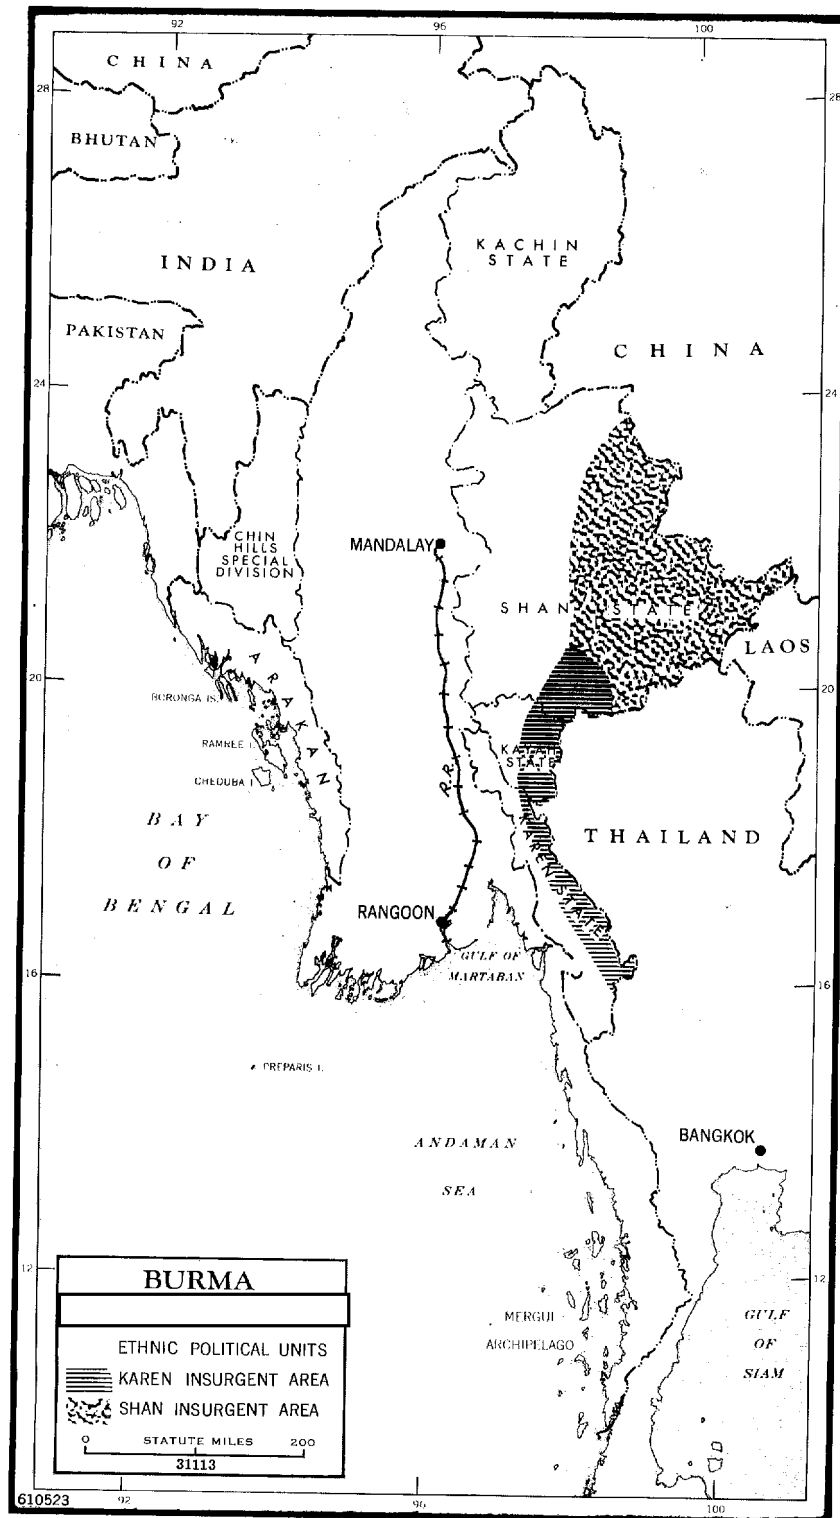 92
96
100
CHINA
28
28
BHUTAN
KACHIN
STATE
INDIA
PAKISTAN
CHINA
24
24
MANDALAY
CHIN
HILLS
SPECIAL
DIVISION
SHAN STATE
LAOS
ARAKAN
20
20
BORONGA IS.
RAMREE I.
CHEDUBA I.
KAYAH
STATE
R.R.
BAY
OF
BENGAL
THAILAND
KAREN STATE
RANGOON
GULF OF
MARTABAN
16
16
PREPARIS I.
ANDAMAN
SEA
BANGKOK
12
12
MERGUI
ARCHIPELAGO
GULF
OF
SIAM
BURMA
ETHNIC POLITICAL UNITS
KAREN INSURGENT AREA
SHAN INSURGENT AREA
0 STATUTE MILES 200
31113
610523
92
96
100